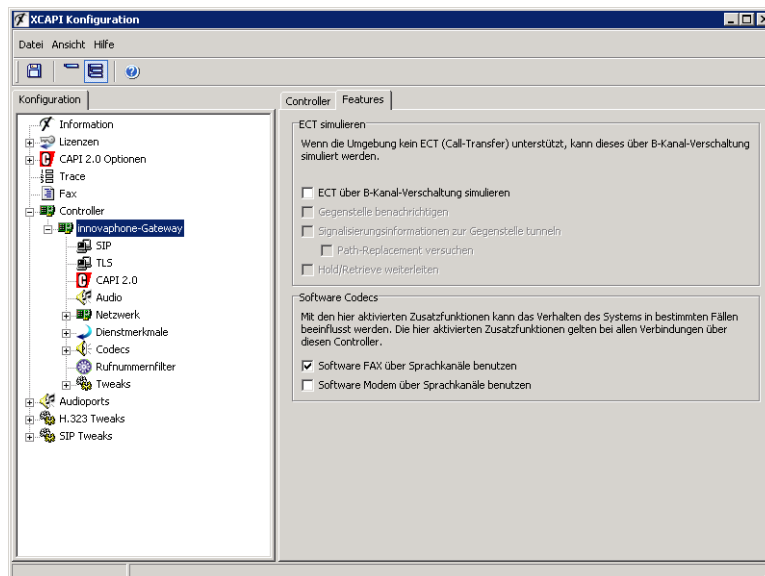 XCAPI Konfiguration
Datei Ansicht Hilfe
Konfiguration
Information
Lizenzen
CAPI 2.0 Optionen
Trace
Fax
Controller
innovaphone-Gateway
SIP
TLS
CAPI 2.0
Audio
Netzwerk
Dienstmerkmale
Codecs
Rufnummernfilter
Tweaks
Audioports
H.323 Tweaks
SIP Tweaks
Controller Features
ECT simulieren
Wenn die Umgebung kein ECT (Call-Transfer) unterstützt, kann dieses über B-Kanal-Verschaltung
simuliert werden.
ECT über B-Kanal-Verschaltung simulieren
Gegenstelle benachrichtigen
Signalisierungsinformationen zur Gegenstelle tunneln
Path-Replacement versuchen
Hold/Retrieve weiterleiten
Software Codecs
Mit den hier aktivierten Zusatzfunktionen kann das Verhalten des Systems in bestimmten Fällen
beeinflusst werden. Die hier aktivierten Zusatzfunktionen gelten bei allen Verbindungen über
diesen Controller.
Software FAX über Sprachkanäle benutzen
Software Modem über Sprachkanäle benutzen